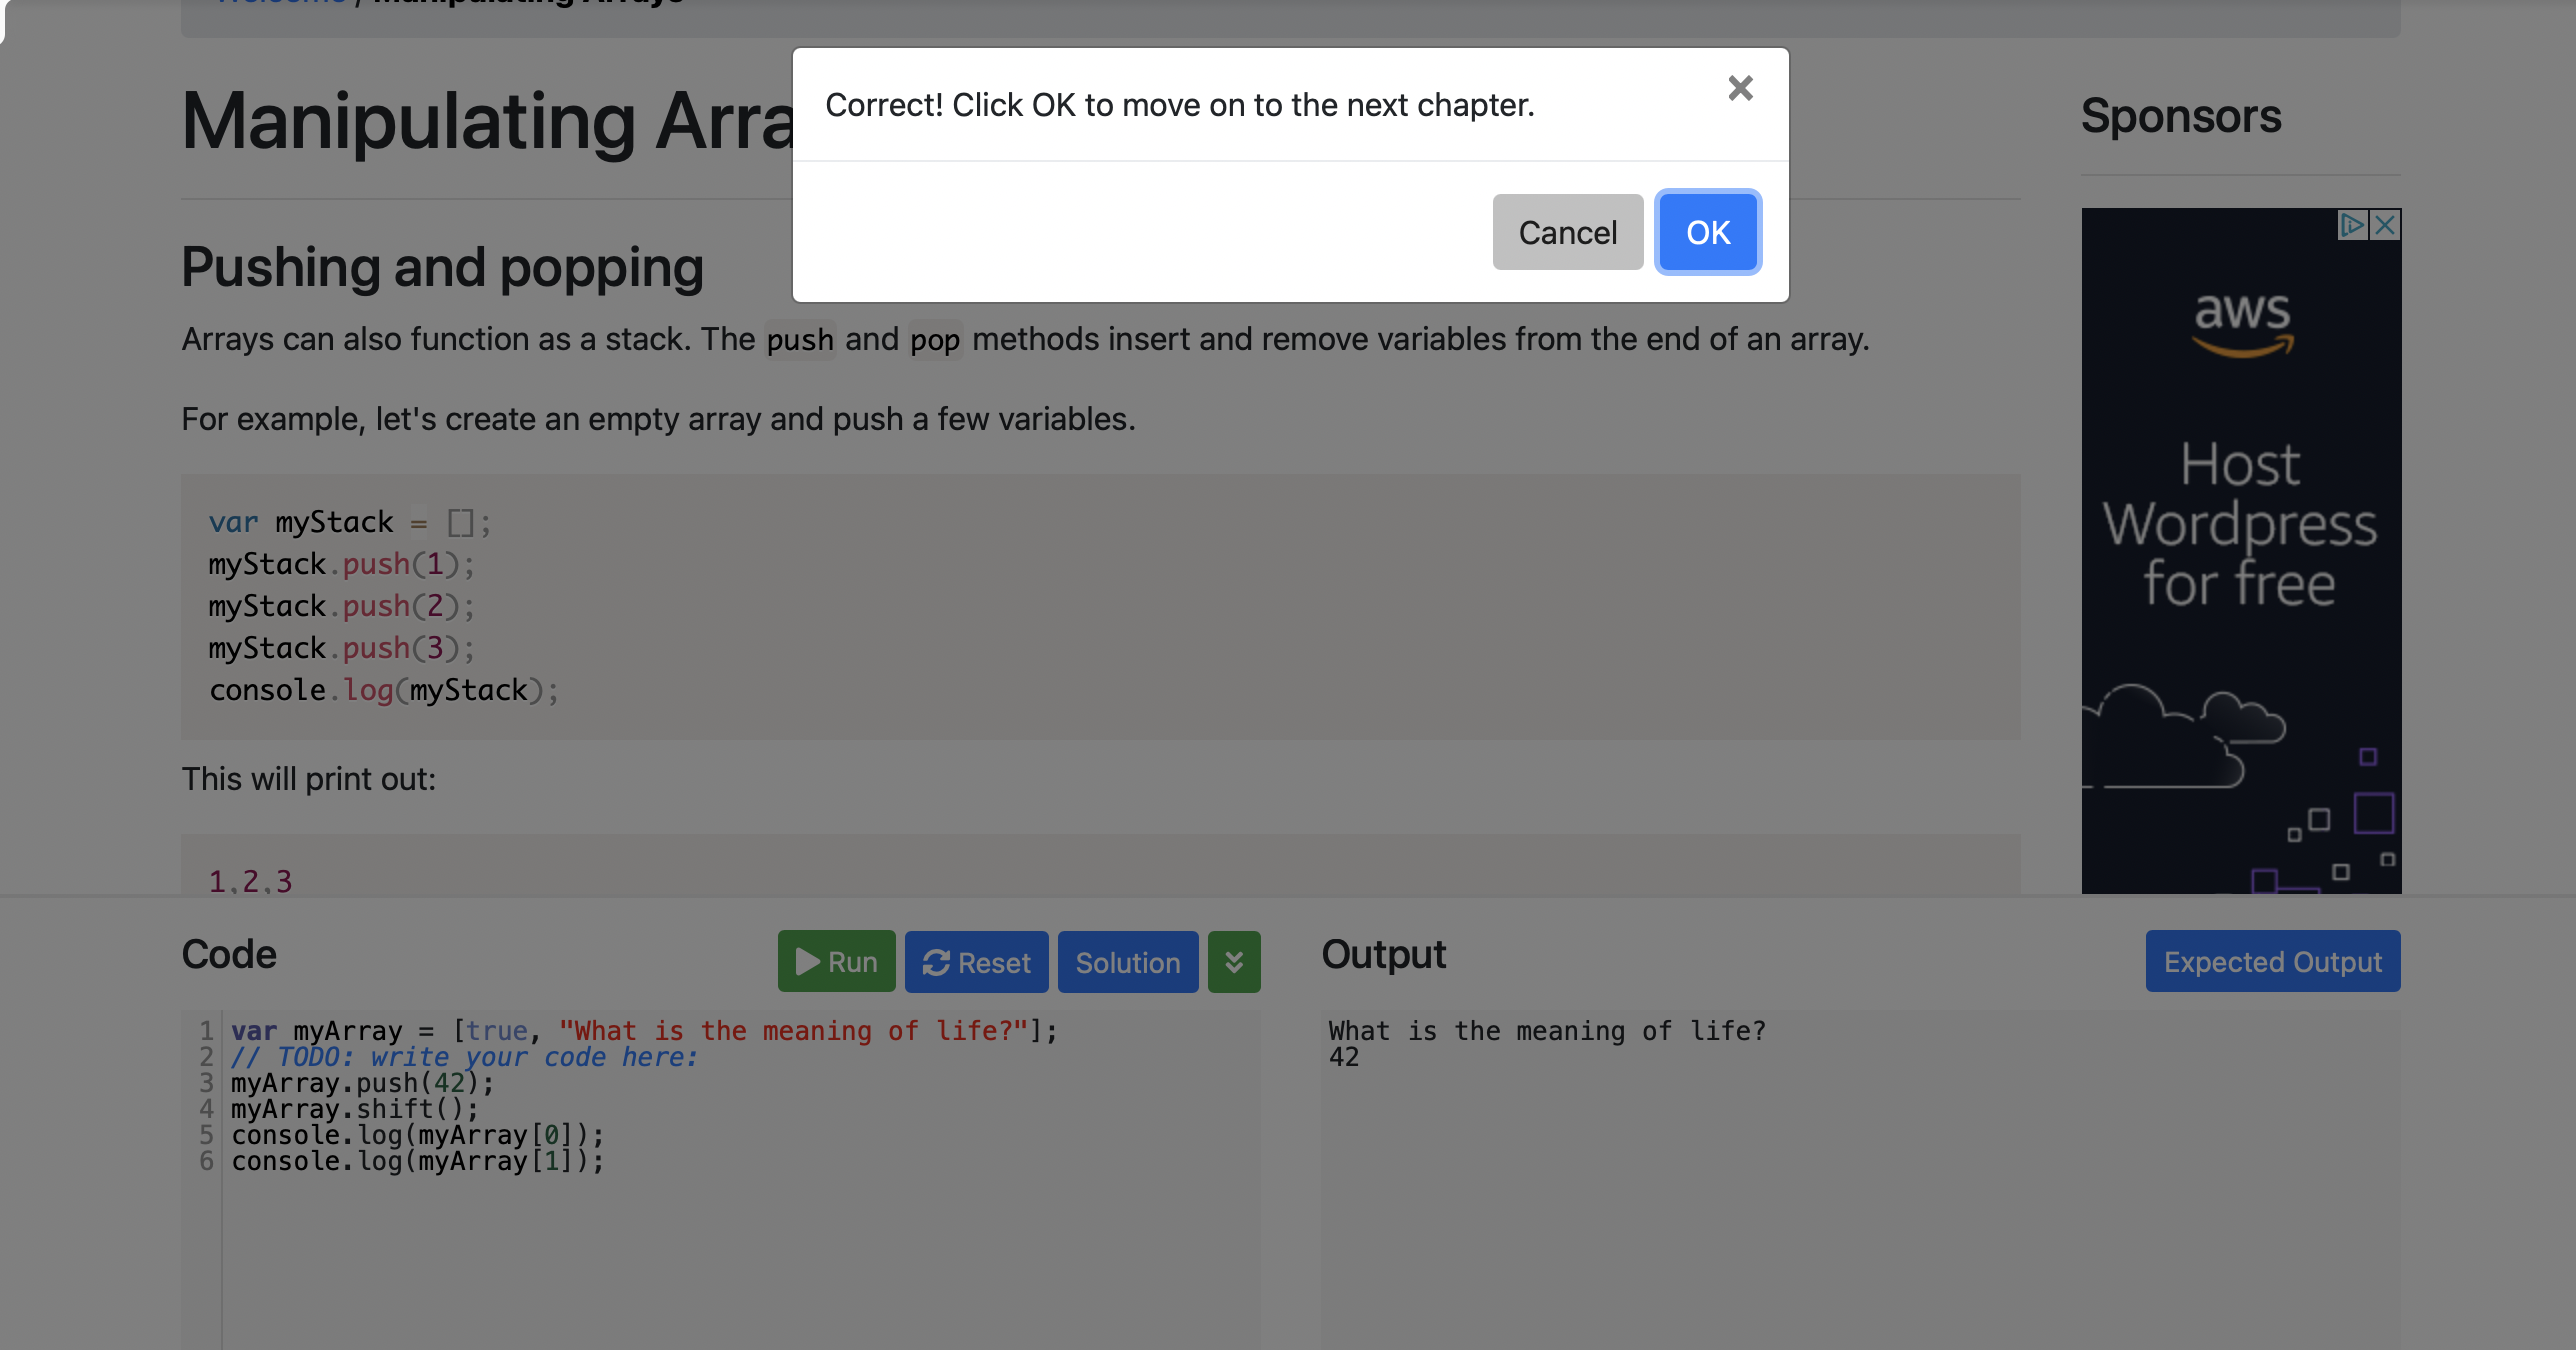 Welcome / Manipulating Arrays
Correct! Click OK to move on to the next chapter.
Cancel
OK
Manipulating Arra
Sponsors
Pushing and popping
Arrays can also function as a stack. The push and pop methods insert and remove variables from the end of an array.
For example, let's create an empty array and push a few variables.
var myStack = [];
myStack.push(1);
myStack.push(2);
myStack.push(3);
console.log(myStack);
This will print out:
1,2,3
aws
Host
Wordpress
for free
Code
Run
Reset
Solution
Output
Expected Output
1 var myArray = [true, "What is the meaning of life?"];
2 // TODO: write your code here:
3 myArray.push(42);
4 myArray.shift();
5 console.log(myArray[0]);
6 console.log(myArray[1]);
What is the meaning of life?
42